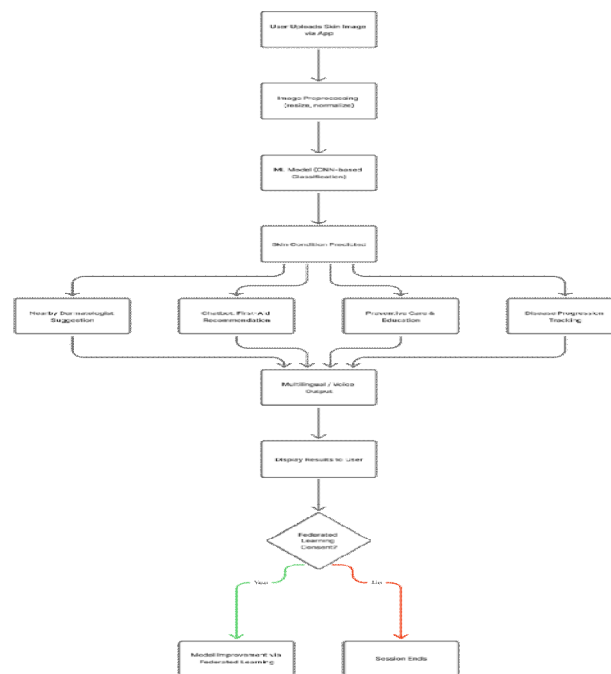 User Uploads Skin Image
via App
Image Preprocessing
(resize, normalize)
ML Model (CNN-based
Classification)
Skin Condition Predicted
Nearby Dermatologist
Suggestion
Chatbot: First-Aid
Recommendation
Preventive Care &
Education
Disease Progression
Tracking
Multilingual / Voice
Output
Display Results to User
Federated
Learning
Consent?
Yes
No
Model Improvement via
Federated Learning
Session Ends